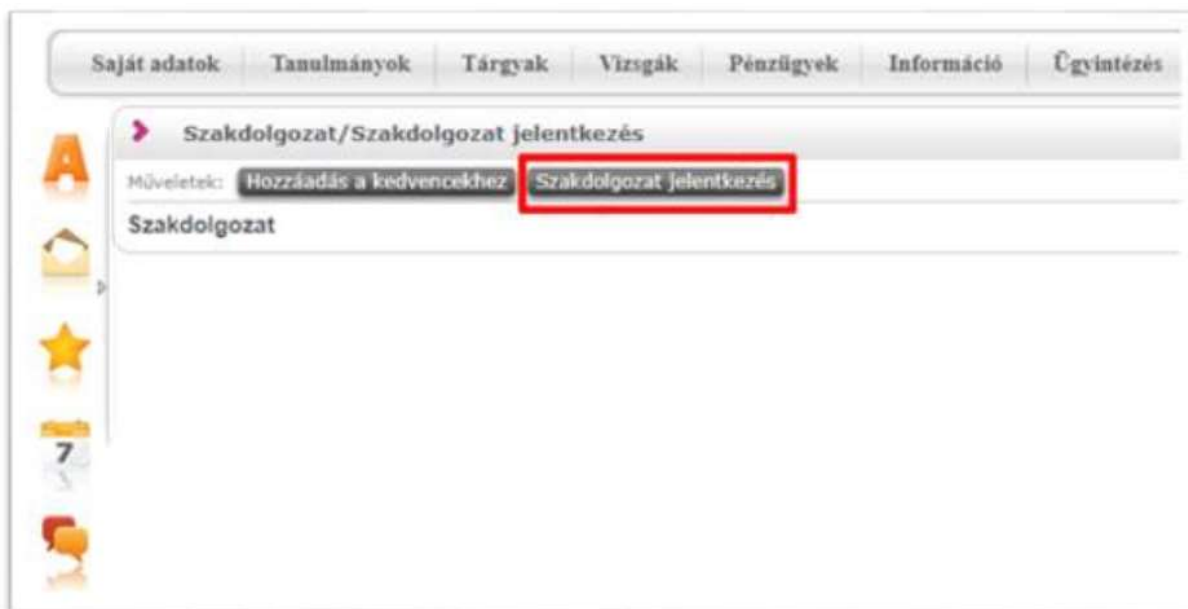 Saját adatok Tanulmányok Tárgyak Vizsgák Pénzügyek Információ Ügyintézés
Szakdolgozat/Szakdolgozat jelentkezés
Műveletek: Hozzáadás a kedvencekhez Szakdolgozat jelentkezés
Szakdolgozat
A
7